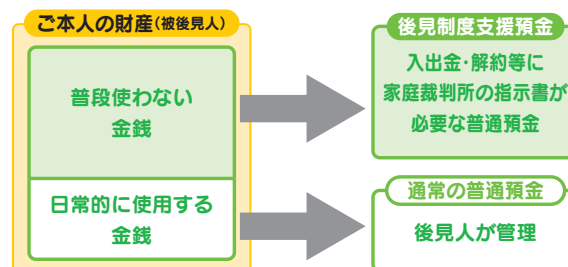 ご本人の財産(被後見人)
普段使わない
金銭
日常的に使用する
金銭
後見制度支援預金
入出金・解約等に
家庭裁判所の指示書が
必要な普通預金
通常の普通預金
後見人が管理